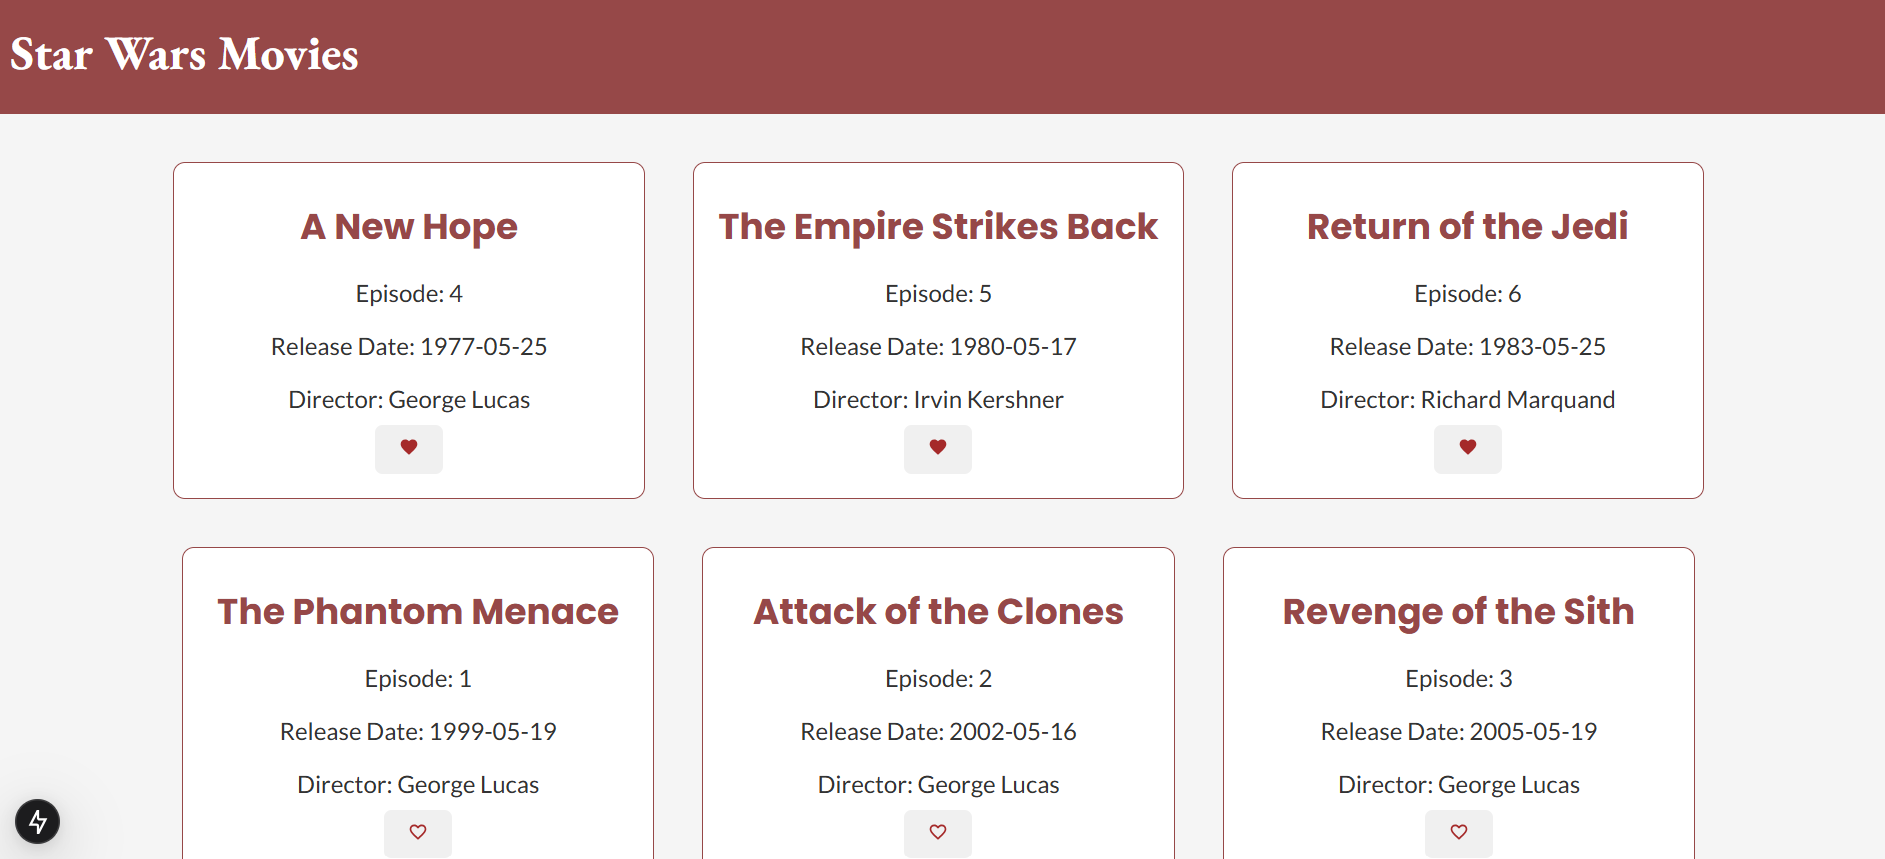 Star Wars Movies
A New Hope
Episode: 4
Release Date: 1977-05-25
Director: George Lucas
The Empire Strikes Back
Episode: 5
Release Date: 1980-05-17
Director: Irvin Kershner
Return of the Jedi
Episode: 6
Release Date: 1983-05-25
Director: Richard Marquand
The Phantom Menace
Episode: 1
Release Date: 1999-05-19
Director: George Lucas
Attack of the Clones
Episode: 2
Release Date: 2002-05-16
Director: George Lucas
Revenge of the Sith
Episode: 3
Release Date: 2005-05-19
Director: George Lucas